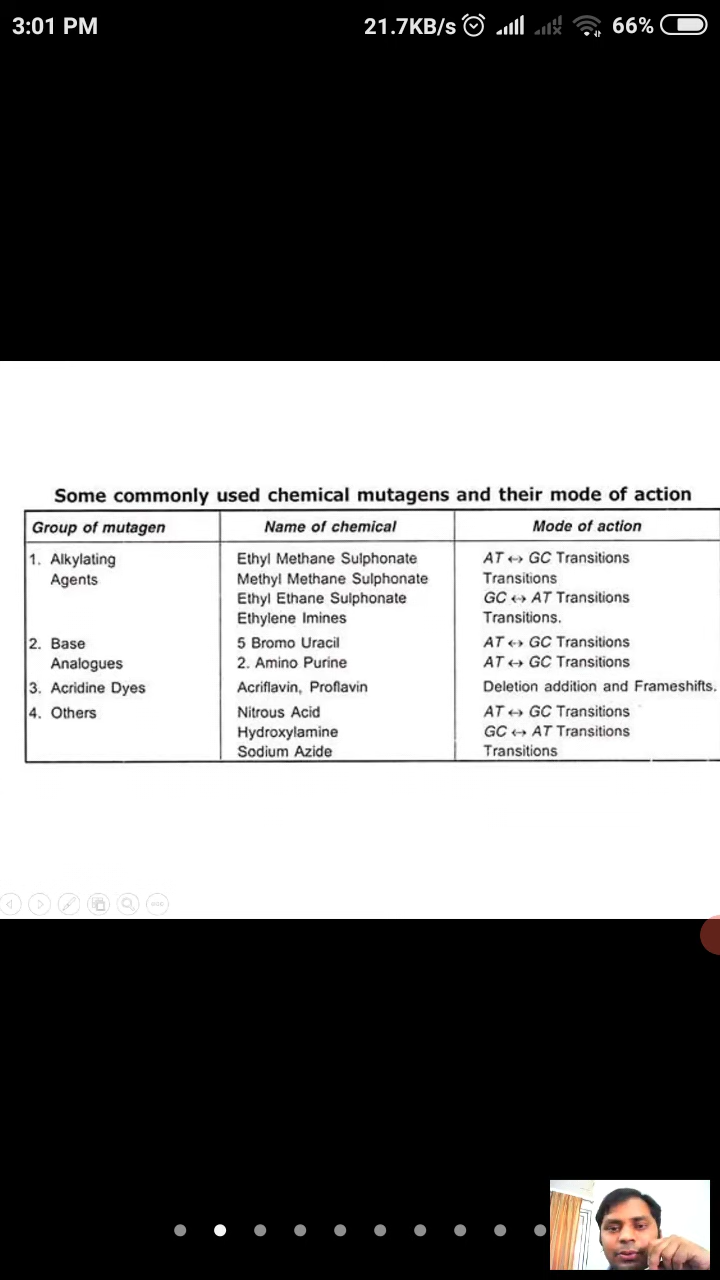 3:01 PM 21.7KB/s 66%
Some commonly used chemical mutagens and their mode of action
Group of mutagen Name of chemical Mode of action
1. Alkylating Ethyl Methane Sulphonate AT ↔ GC Transitions
Agents Methyl Methane Sulphonate Transitions
Ethyl Ethane Sulphonate GC ↔ AT Transitions
Ethylene Imines Transitions.
2. Base 5 Bromo Uracil AT ↔ GC Transitions
Analogues 2. Amino Purine AT ↔ GC Transitions
3. Acridine Dyes Acriflavin, Proflavin Deletion addition and Frameshifts.
4. Others Nitrous Acid AT ↔ GC Transitions
Hydroxylamine GC ↔ AT Transitions
Sodium Azide Transitions